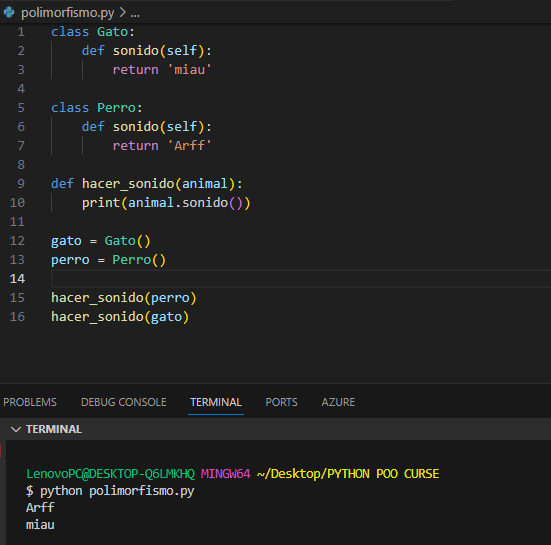 polimorfismo.py > ...
1 class Gato:
2     def sonido(self):
3         return 'miau'
4
5 class Perro:
6     def sonido(self):
7         return 'Arff'
8
9 def hacer_sonido(animal):
10     print(animal.sonido())
11
12 gato = Gato()
13 perro = Perro()
14
15 hacer_sonido(perro)
16 hacer_sonido(gato)
PROBLEMS DEBUG CONSOLE TERMINAL PORTS AZURE
TERMINAL
LenovoPC@DESKTOP-Q6LMKHQ MINGW64 ~/Desktop/PYTHON POO CURSE
$ python polimorfismo.py
Arff
miau